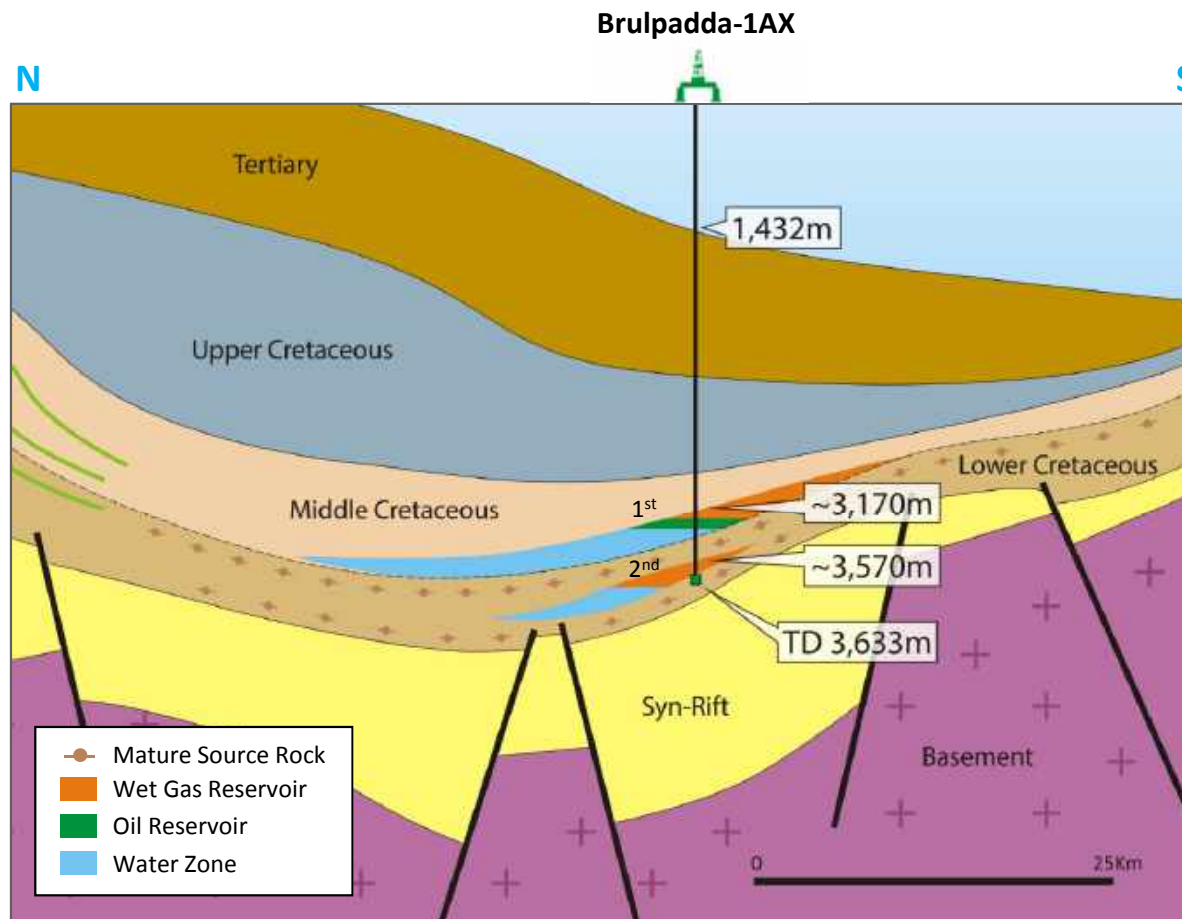 Brulpadda-1AX
N
S
Tertiary
1,432m
Upper Cretaceous
Lower Cretaceous
1st
Middle Cretaceous
~3,170m
2nd
~3,570m
TD 3,633m
Syn-Rift
Basement
Mature Source Rock
Wet Gas Reservoir
Oil Reservoir
Water Zone
0 25Km